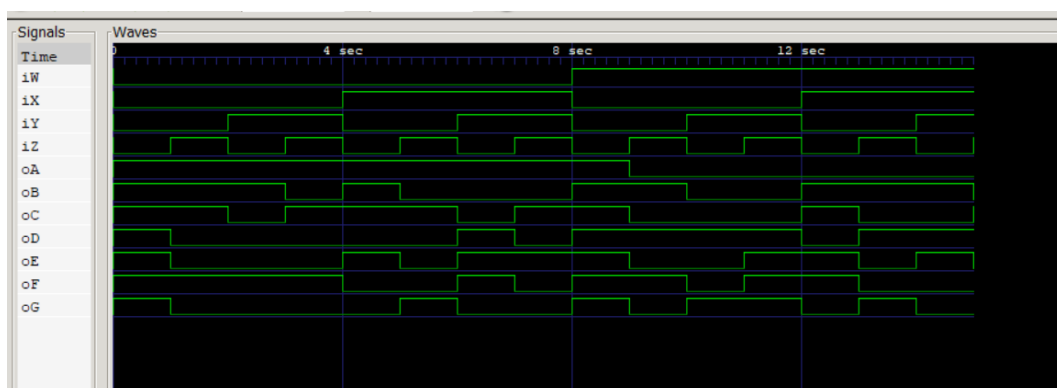 Signals Waves
0 4 sec 8 sec 12 sec
Time
iW
iX
iY
iZ
oA
oB
oC
oD
oE
oF
oG